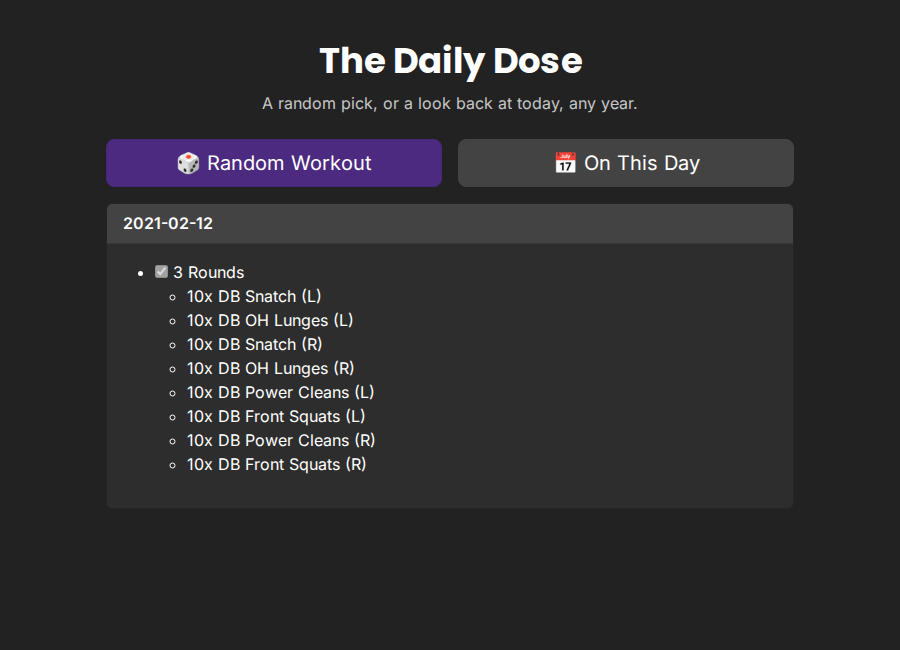 The Daily Dose
A random pick, or a look back at today, any year.
🎲 Random Workout
📅 On This Day
2021-02-12
3 Rounds
10x DB Snatch (L)
10x DB OH Lunges (L)
10x DB Snatch (R)
10x DB OH Lunges (R)
10x DB Power Cleans (L)
10x DB Front Squats (L)
10x DB Power Cleans (R)
10x DB Front Squats (R)